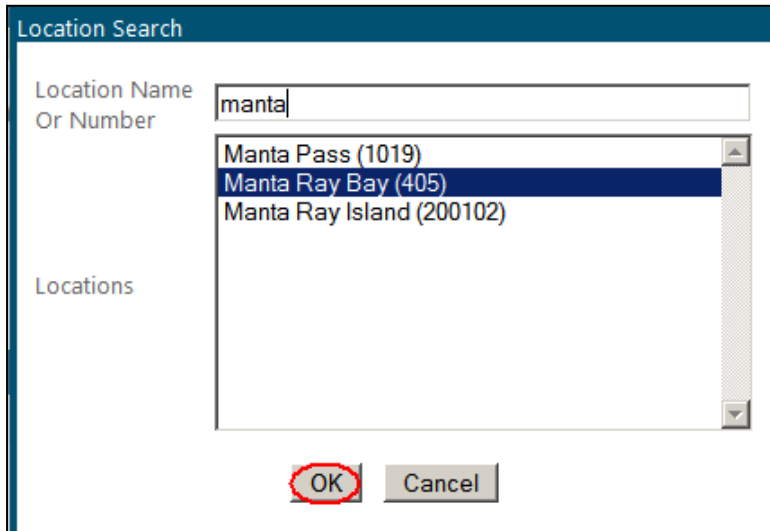 Location Search
Location Name
Or Number
manta
Manta Pass (1019)
Manta Ray Bay (405)
Manta Ray Island (200102)
Locations
OK Cancel